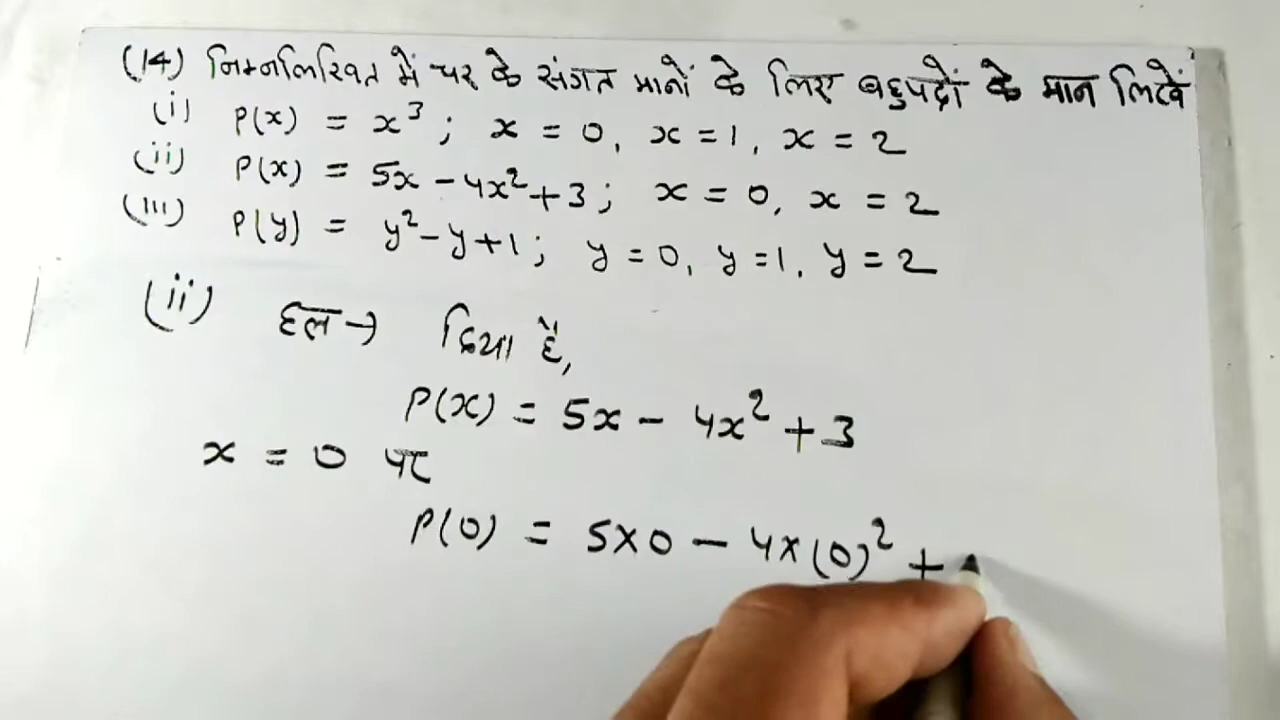 (14) निम्नलिखित में चर के संगत मानों के लिए बहुपदों के मान लिखें
(i) P(x) = x³ ; x = 0, x = 1, x = 2
(ii) P(x) = 5x - 4x² + 3 ; x = 0, x = 2
(iii) P(y) = y² - y + 1 ; y = 0, y = 1, y = 2
(ii) हल → दिया है,
P(x) = 5x - 4x² + 3
x = 0 पर
P(0) = 5×0 - 4×(0)² +